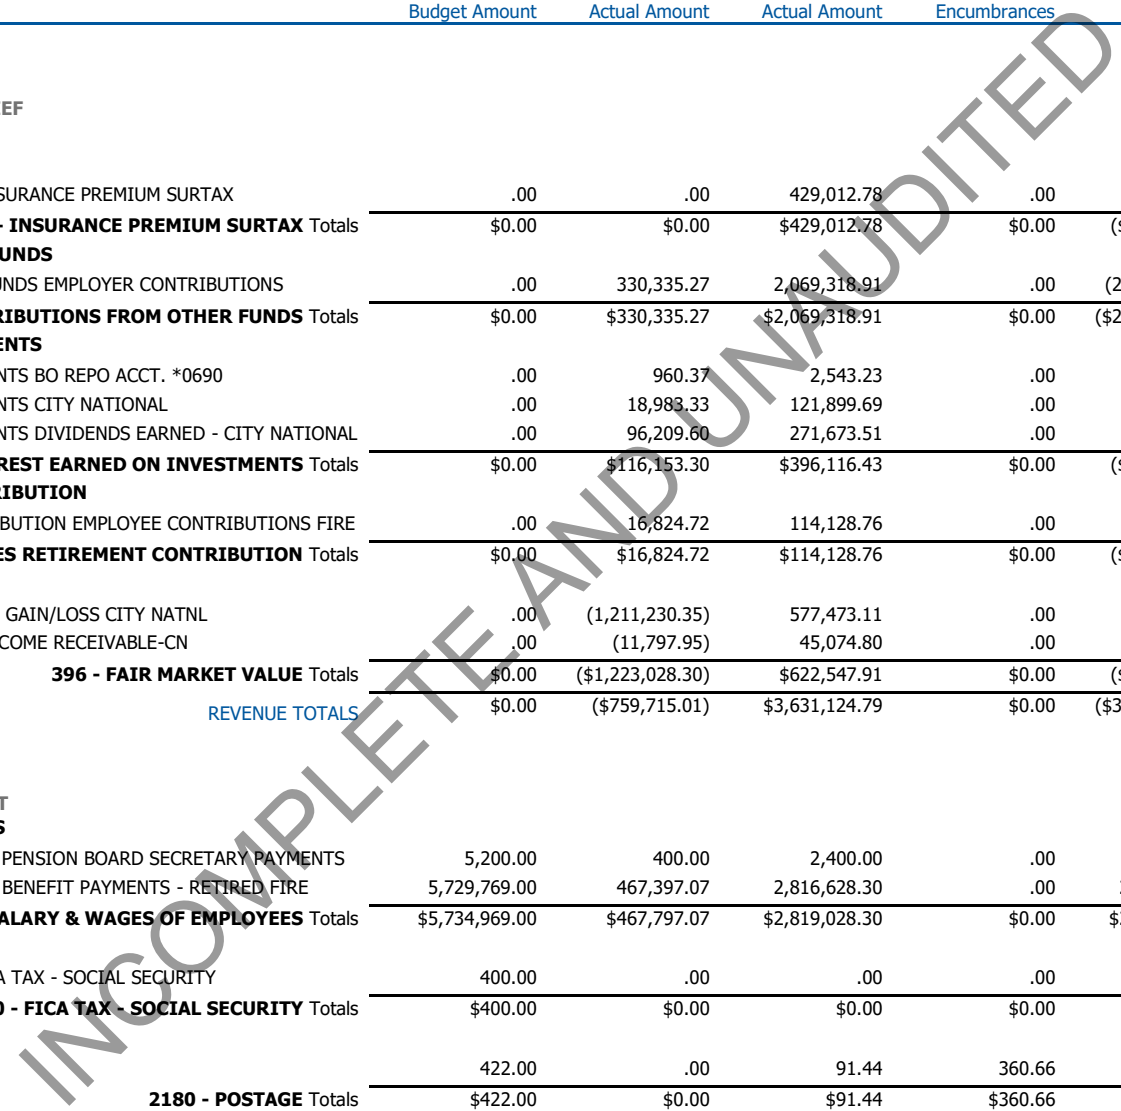 Budget Amount Actual Amount Actual Amount Encumbrances
EF
SURANCE PREMIUM SURTAX .00 .00 429,012.78 .00
- INSURANCE PREMIUM SURTAX Totals $0.00 $0.00 $429,012.78 $0.00 ($
UNDS
UNDS EMPLOYER CONTRIBUTIONS .00 330,335.27 2,069,318.91 .00 (2
RIBUTIONS FROM OTHER FUNDS Totals $0.00 $330,335.27 $2,069,318.91 $0.00 ($2
ENTS
NTS BO REPO ACCT. *0690 .00 960.37 2,543.23 .00
NTS CITY NATIONAL .00 18,983.33 121,899.69 .00
NTS DIVIDENDS EARNED - CITY NATIONAL .00 96,209.60 271,673.51 .00
REST EARNED ON INVESTMENTS Totals $0.00 $116,153.30 $396,116.43 $0.00 ($
RIBUTION
BUTION EMPLOYEE CONTRIBUTIONS FIRE .00 16,824.72 114,128.76 .00
ES RETIREMENT CONTRIBUTION Totals $0.00 $16,824.72 $114,128.76 $0.00 ($
GAIN/LOSS CITY NATNL .00 (1,211,230.35) 577,473.11 .00
COME RECEIVABLE-CN .00 (11,797.95) 45,074.80 .00
396 - FAIR MARKET VALUE Totals $0.00 ($1,223,028.30) $622,547.91 $0.00 ($
REVENUE TOTALS $0.00 ($759,715.01) $3,631,124.79 $0.00 ($3
T
S
PENSION BOARD SECRETARY PAYMENTS 5,200.00 400.00 2,400.00 .00
BENEFIT PAYMENTS - RETIRED FIRE 5,729,769.00 467,397.07 2,816,628.30 .00
ALARY & WAGES OF EMPLOYEES Totals $5,734,969.00 $467,797.07 $2,819,028.30 $0.00 $
A TAX - SOCIAL SECURITY 400.00 .00 .00 .00
0 - FICA TAX - SOCIAL SECURITY Totals $400.00 $0.00 $0.00 $0.00
422.00 .00 91.44 360.66
2180 - POSTAGE Totals $422.00 $0.00 $91.44 $360.66
INCOMPLETE AND UNAUDITED